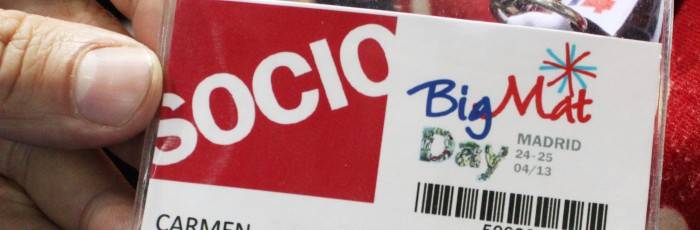 SOCIO
BigMat
Day
MADRID
24-25
04/13
CARMEN